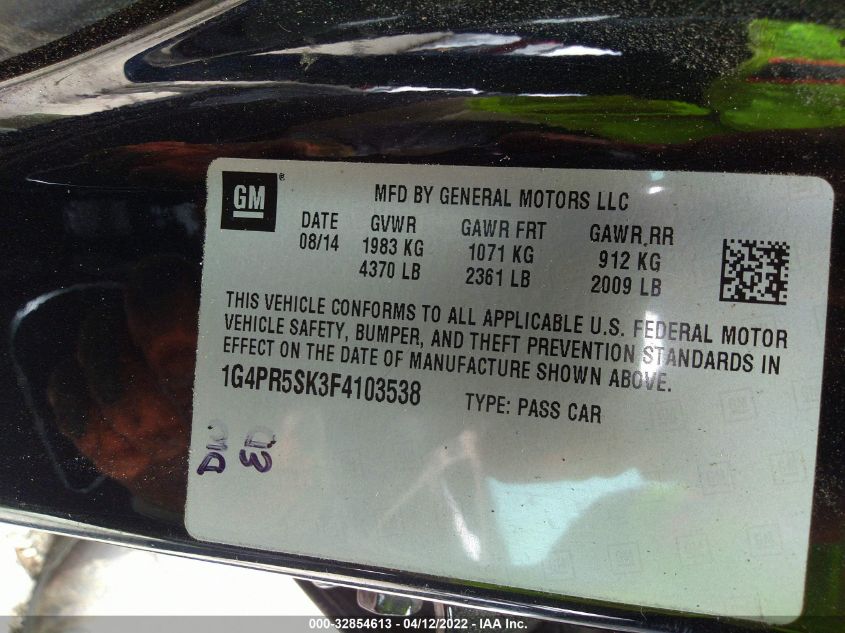 GM
®
MFD BY GENERAL MOTORS LLC
DATE GVWR GAWR FRT GAWR RR
08/14 1983 KG 1071 KG 912 KG
4370 LB 2361 LB 2009 LB
THIS VEHICLE CONFORMS TO ALL APPLICABLE U.S. FEDERAL MOTOR
VEHICLE SAFETY, BUMPER, AND THEFT PREVENTION STANDARDS IN
EFFECT ON THE DATE OF MANUFACTURE SHOWN ABOVE.
1G4PR5SK3F4103538 TYPE: PASS CAR
000-32854613 - 04/12/2022 - IAA Inc.